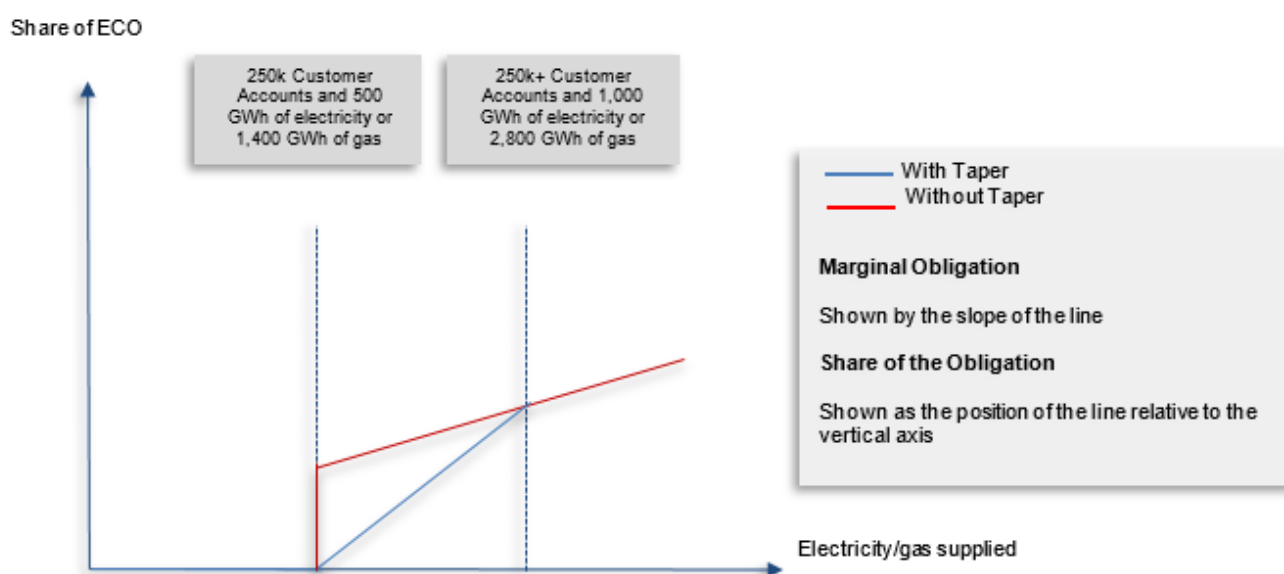 Share of ECO
250k Customer
Accounts and 500
GWh of electricity or
1,400 GWh of gas
250k+ Customer
Accounts and 1,000
GWh of electricity or
2,800 GWh of gas
With Taper
Without Taper
Marginal Obligation
Shown by the slope of the line
Share of the Obligation
Shown as the position of the line relative to the
vertical axis
Electricity/gas supplied